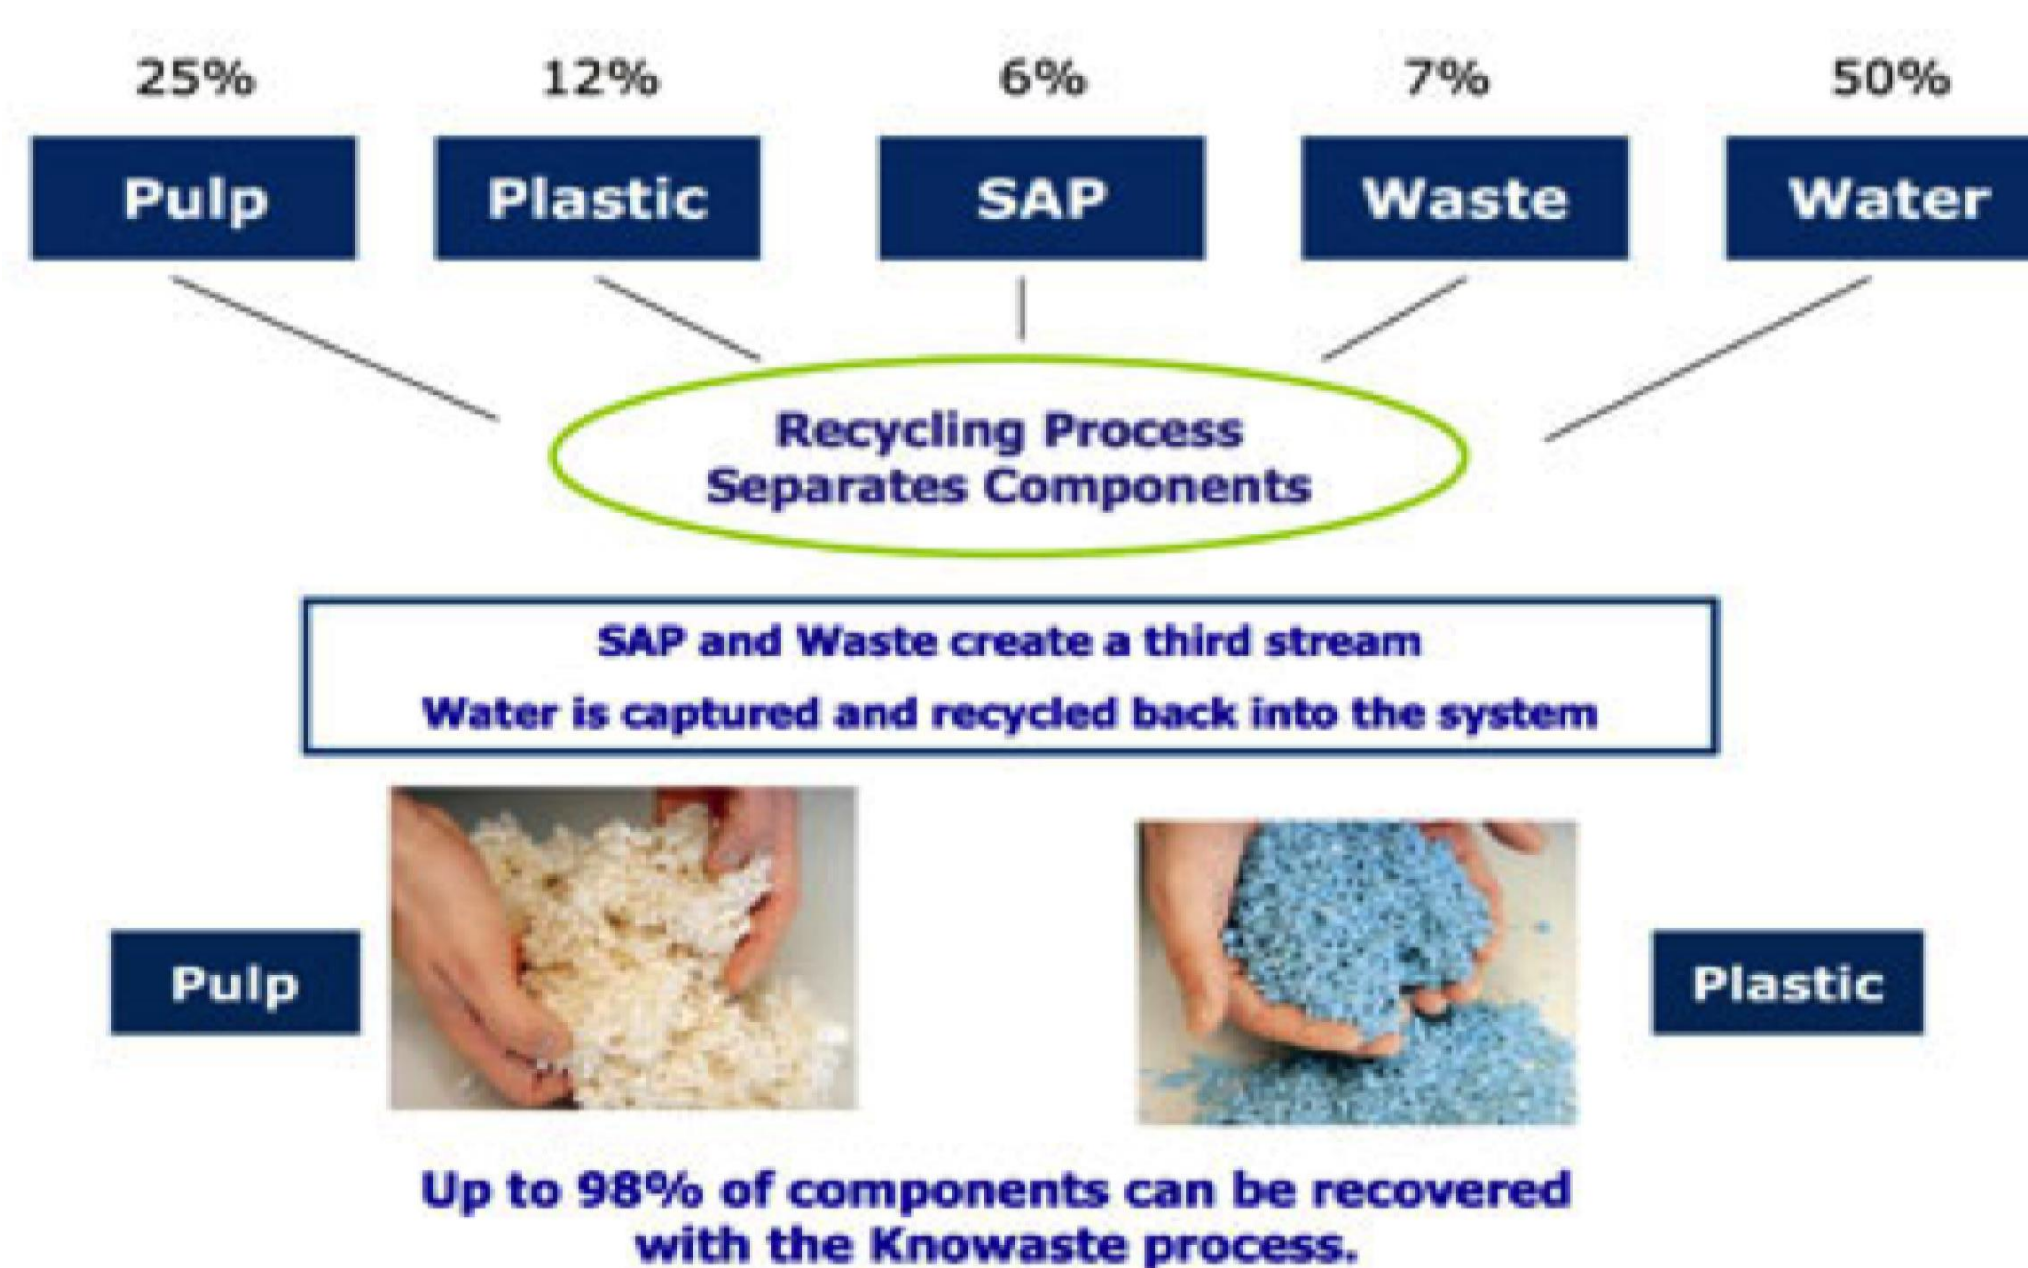 25% 12% 6% 7% 50%
Pulp Plastic SAP Waste Water
Recycling Process
Separates Components
SAP and Waste create a third stream
Water is captured and recycled back into the system
Pulp Plastic
Up to 98% of components can be recovered
with the Knowaste process.